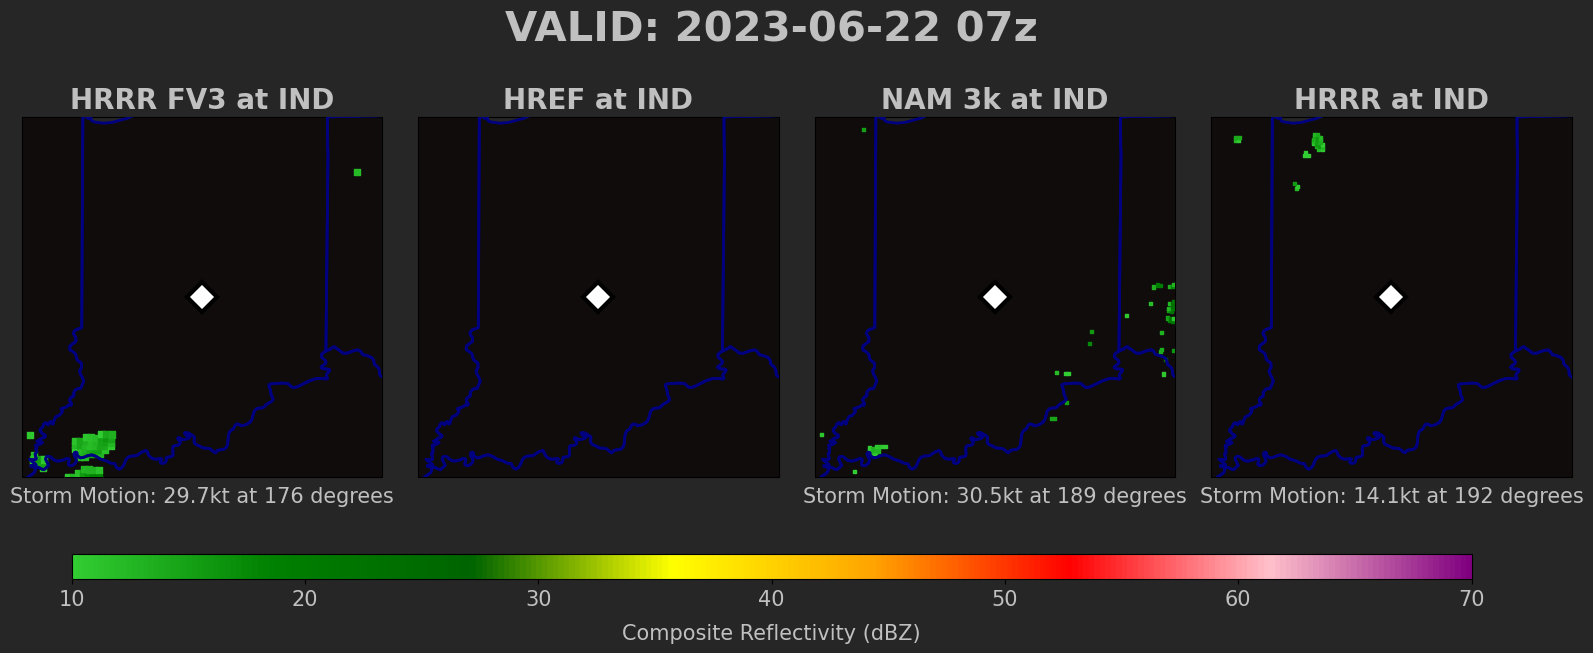 VALID: 2023-06-22 07z
HRRR FV3 at IND
HREF at IND
NAM 3k at IND
HRRR at IND
Storm Motion: 29.7kt at 176 degrees
Storm Motion: 30.5kt at 189 degrees
Storm Motion: 14.1kt at 192 degrees
10 20 30 40 50 60 70
Composite Reflectivity (dBZ)